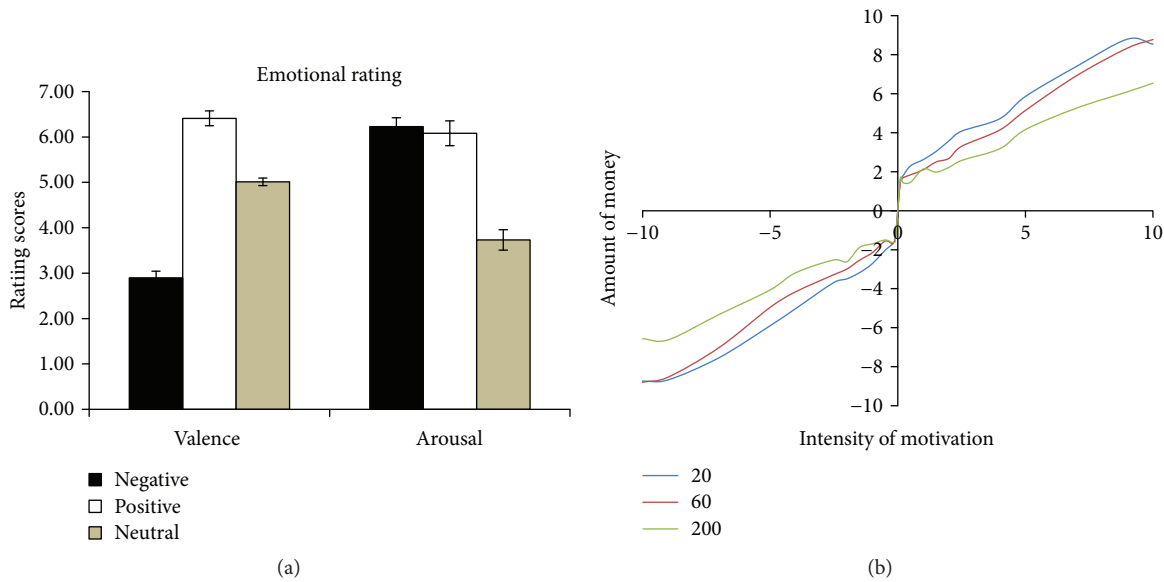 Emotional rating
Ratiing scores
7.00
6.00
5.00
4.00
3.00
2.00
1.00
0.00
Valence
Arousal
Negative
Positive
Neutral
(a)
Amount of money
10
8
6
4
2
0
−2
−4
−6
−8
−10
−10
−5
0
5
10
Intensity of motivation
20
60
200
(b)